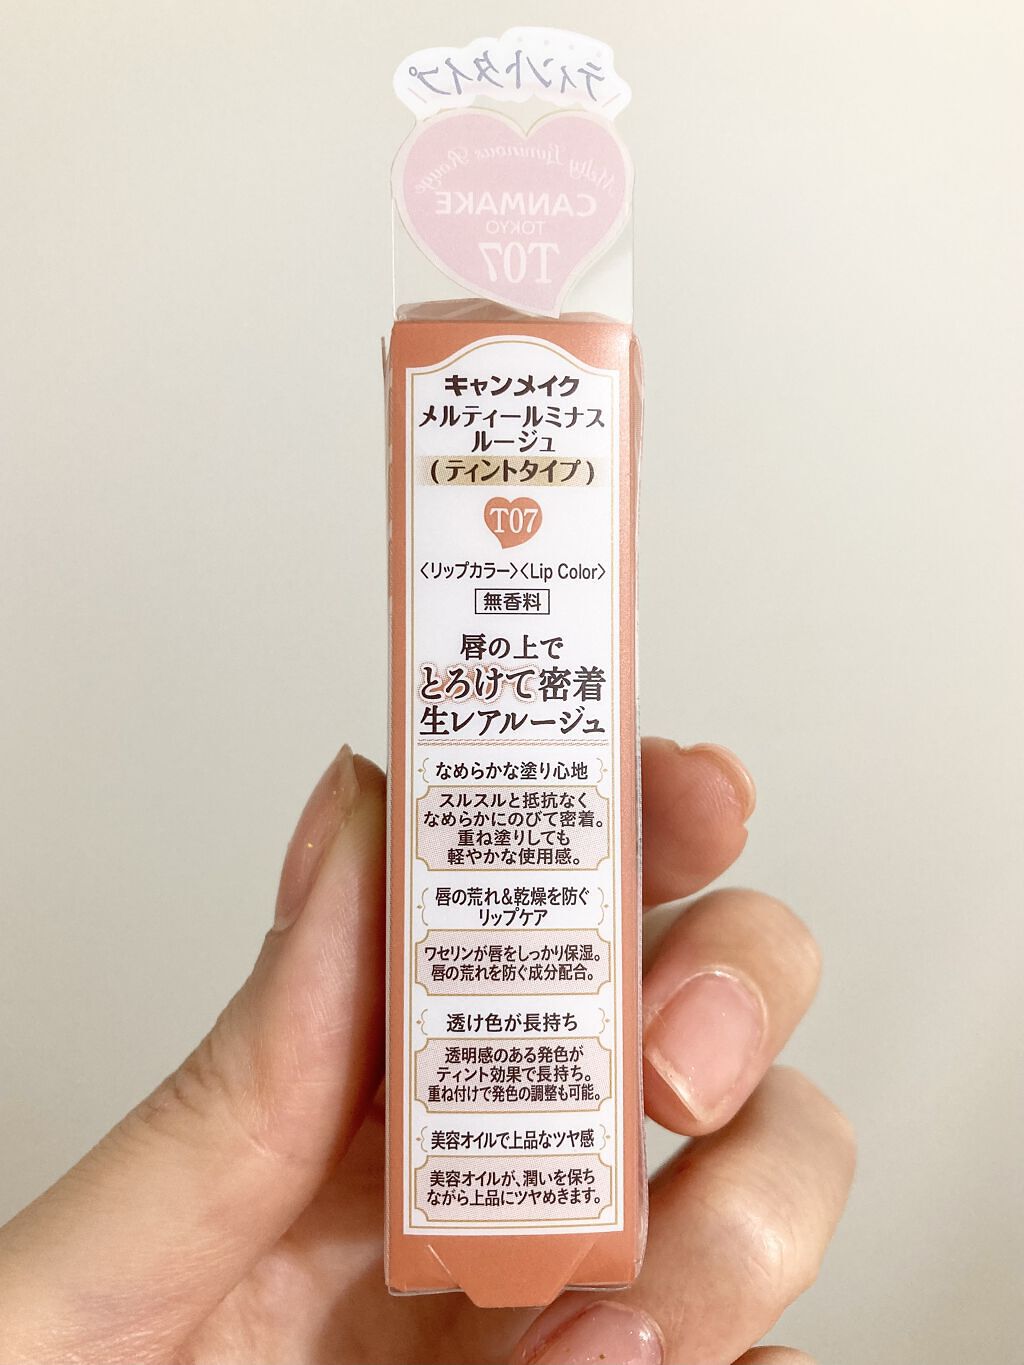 ティントタイプ
Melty Luminous Rouge
CANMAKE
TOKYO
T07
キャンメイク
メルティールミナス
ルージュ
(ティントタイプ)
T07
〈リップカラー〉〈Lip Color〉
無香料
唇の上で
とろけて密着
生レアルージュ
なめらかな塗り心地
スルスルと抵抗なく
なめらかにのびて密着。
重ね塗りしても
軽やかな使用感。
唇の荒れ&乾燥を防ぐ
リップケア
ワセリンが唇をしっかり保湿。
唇の荒れを防ぐ成分配合。
透け色が長持ち
透明感のある発色が
ティント効果で長持ち。
重ね付けで発色の調整も可能。
美容オイルで上品なツヤ感
美容オイルが、潤いを保ち
ながら上品にツヤめきます。